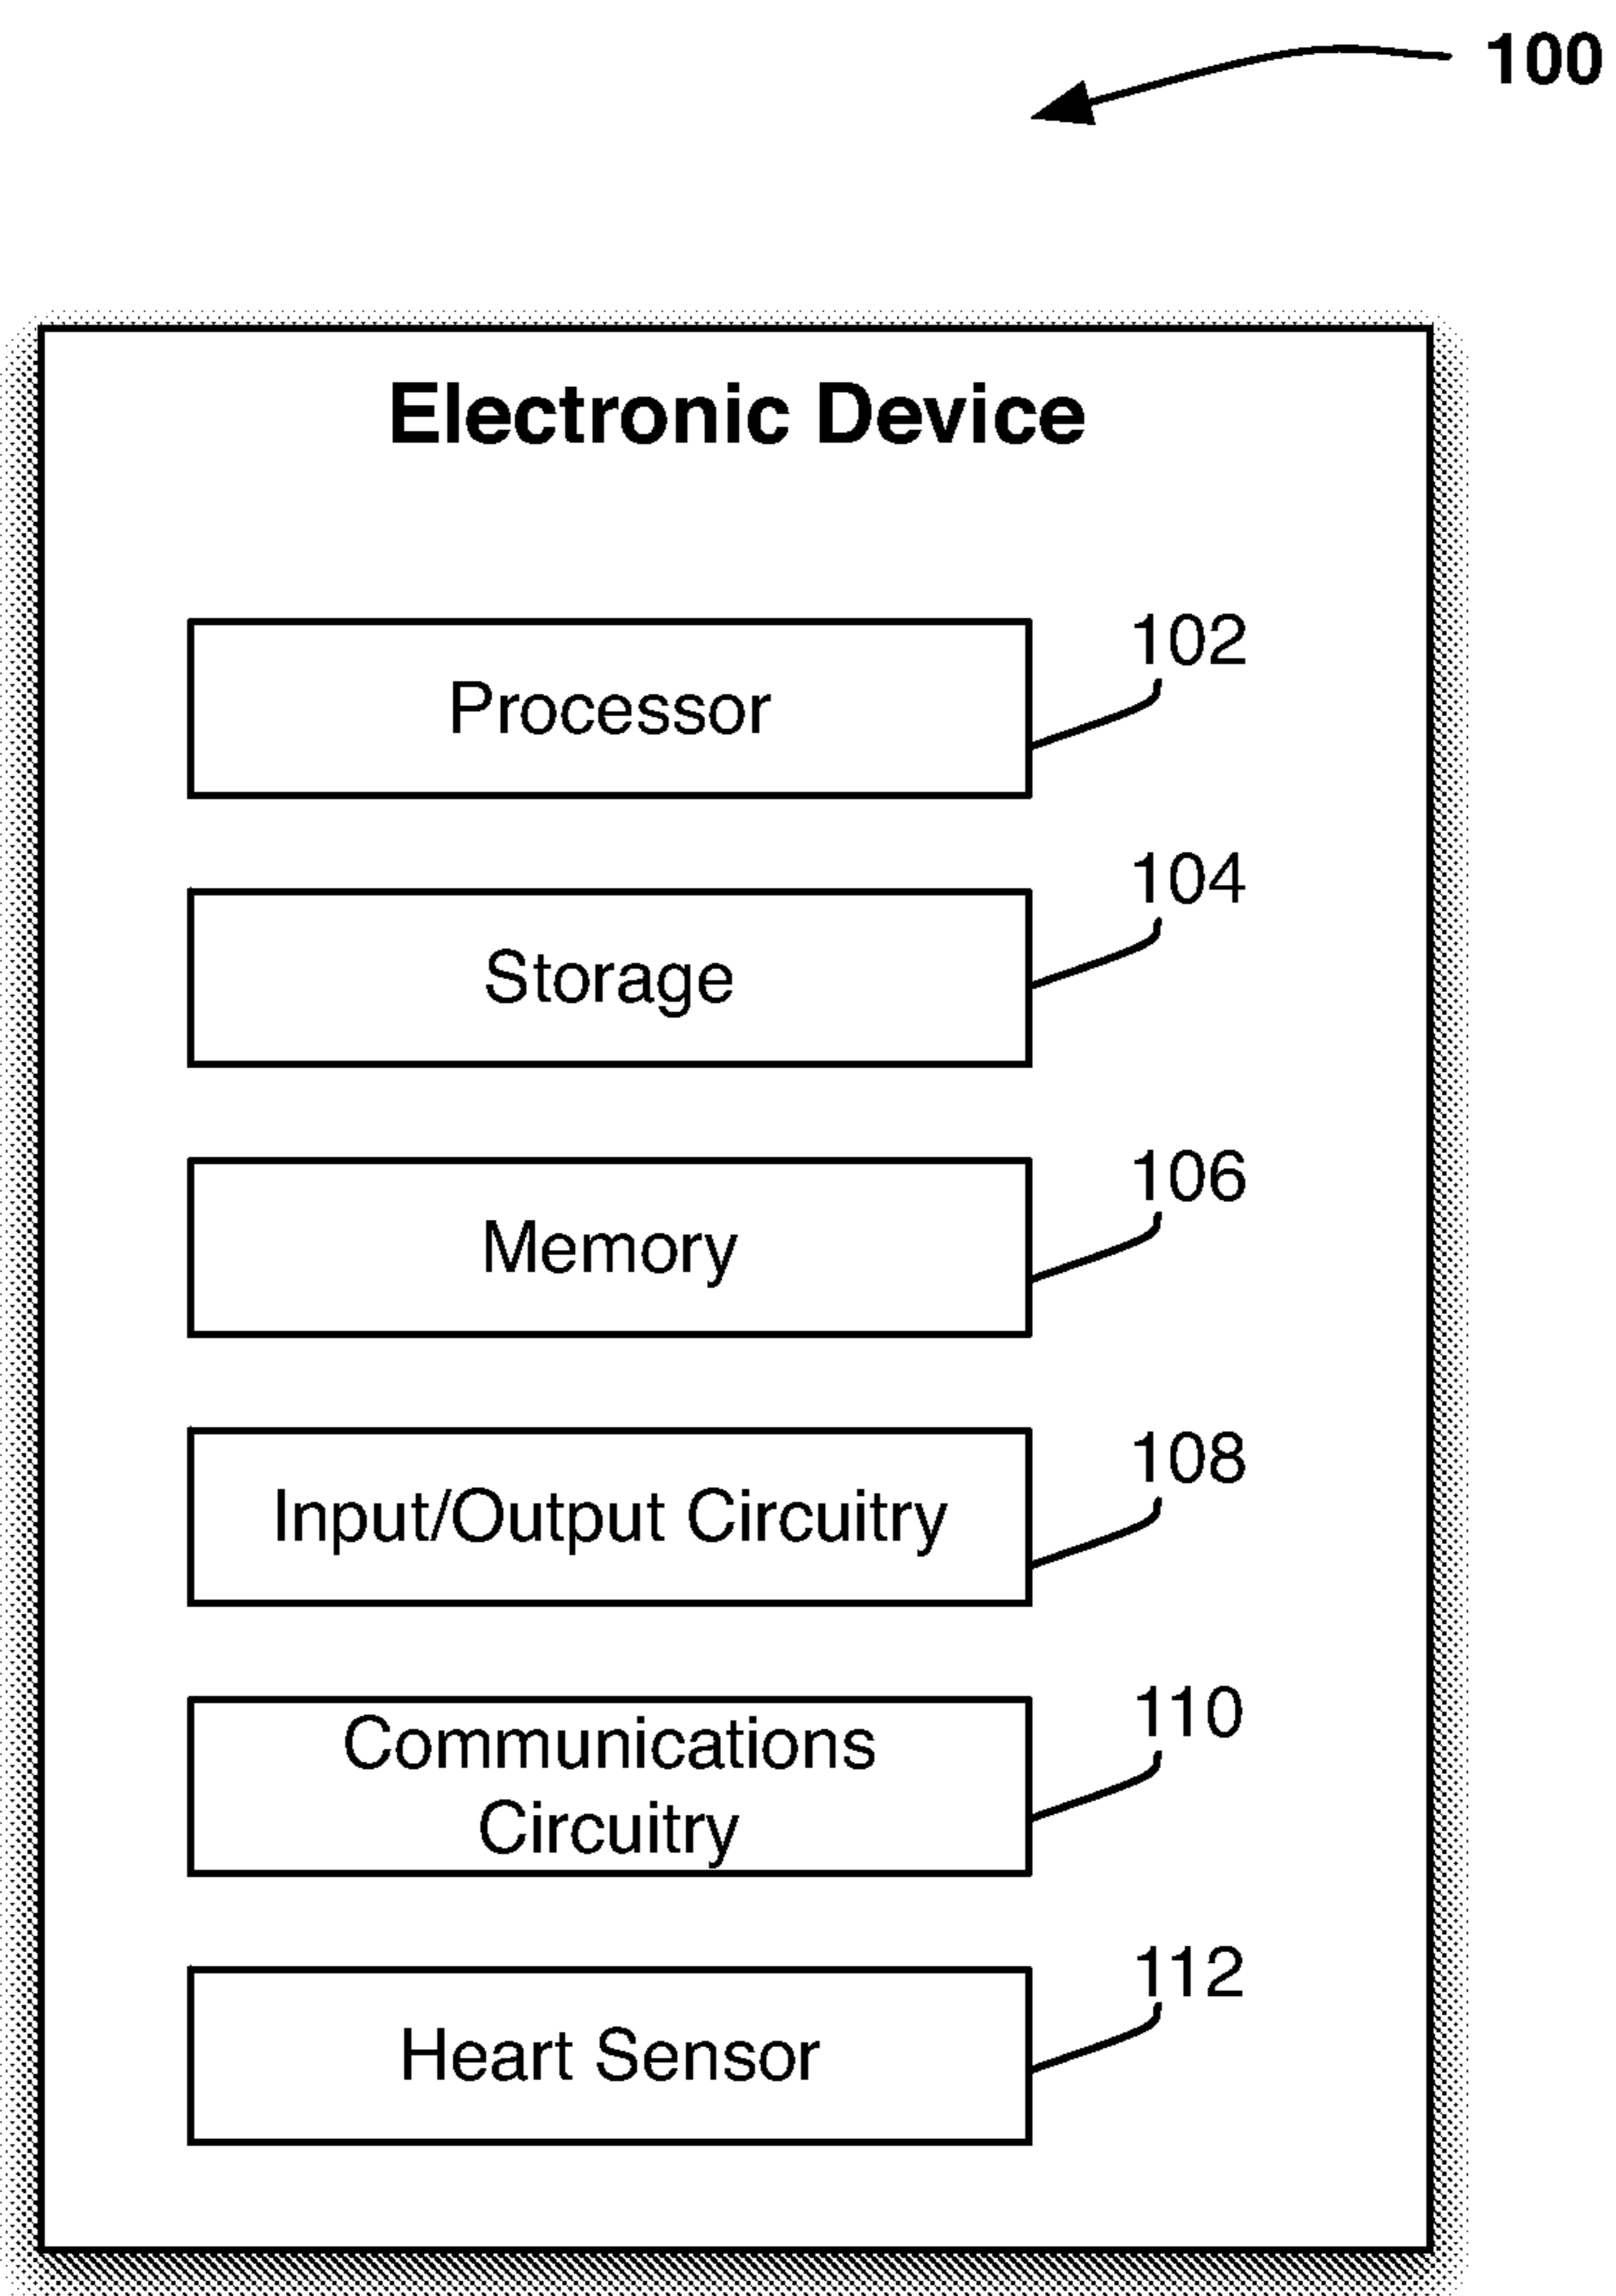 100
Electronic Device
102
Processor
104
Storage
106
Memory
108
Input/Output Circuitry
110
Communications
Circuitry
112
Heart Sensor